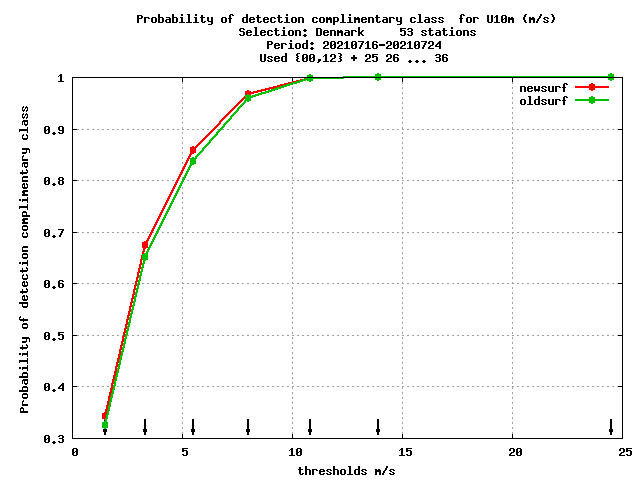 Probability of detection complimentary class  for U10m (m/s)
Selection: Denmark     53 stations
Period: 20210716-20210724
Used {00,12} + 25 26 ... 36
newsurf
oldsurf
Probability of detection complimentary class
1
0.9
0.8
0.7
0.6
0.5
0.4
0.3
0 5 10 15 20 25
thresholds m/s